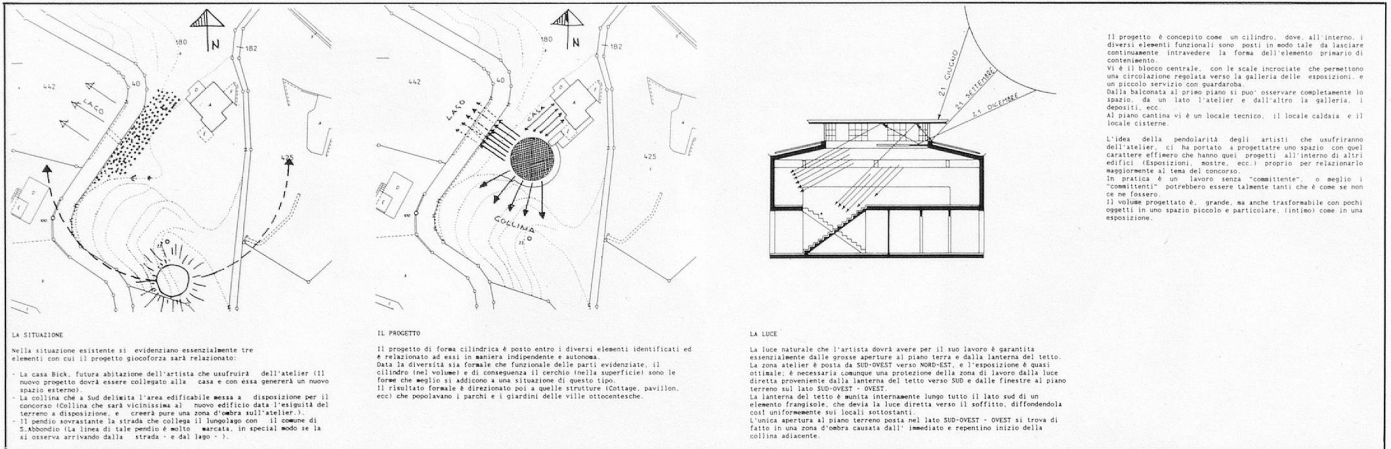 180
182
N
40
442
LAGO
425
LA SITUAZIONE
Nella situazione esistente si evidenziano essenzialmente tre
elementi con cui il progetto giocoforza sarà relazionato:
- La casa Bick, futura abitazione dell'artista che usufruirà dell'atelier (Il
nuovo progetto dovrà essere collegato alla casa e con essa genererà un nuovo
spazio esterno).
- La collina che a Sud delimita l'area edificabile messa a disposizione per il
concorso (Collina che sarà vicinissima al nuovo edificio data l'esiguità del
terreno a disposizione, e creerà pure una zona d'ombra sull'atelier.).
- Il pendio sovrastante la strada che collega il lungolago con il comune di
S.Abbondio (La linea di tale pendio è molto marcata, in special modo se la
si osserva arrivando dalla strada - e dal lago - ).
180
182
N
40
442
LAGO
CASA
425
COLLINA
IL PROGETTO
Il progetto di forma cilindrica è posto entro i diversi elementi identificati ed
è relazionato ad essi in maniera indipendente e autonoma.
Data la diversità sia formale che funzionale delle parti evidenziate, il
cilindro (nel volume) e di conseguenza il cerchio (nella superficie) sono le
forme che meglio si addicono a una situazione di questo tipo.
Il risultato formale è direzionato poi a quelle strutture (Cottage, pavillon,
ecc) che popolavano i parchi e i giardini delle ville ottocentesche.
21 GIUGNO
21 SETTEMBRE
21 DICEMBRE
LA LUCE
La luce naturale che l'artista dovrà avere per il suo lavoro è garantita
essenzialmente dalle grosse aperture al piano terra e dalla lanterna del tetto.
La zona atelier è posta da SUD-OVEST verso NORD-EST, e l'esposizione è quasi
ottimale; è necessaria comunque una protezione della zona di lavoro dalla luce
diretta proveniente dalla lanterna del tetto verso SUD e dalle finestre al piano
terreno sul lato SUD-OVEST - OVEST.
La lanterna del tetto è munita internamente lungo tutto il lato sud di un
elemento frangisole, che devia la luce diretta verso il soffitto, diffondendola
così uniformemente sui locali sottostanti.
L'unica apertura al piano terreno posta nel lato SUD-OVEST - OVEST si trova di
fatto in una zona d'ombra causata dall' immediato e repentino inizio della
collina adiacente.
Il progetto è concepito come un cilindro, dove, all'interno, i
diversi elementi funzionali sono posti in modo tale da lasciare
continuamente intravedere la forma dell'elemento primario di
contenimento.
Vi è il blocco centrale, con le scale incrociate che permettono
una circolazione regolata verso la galleria delle esposizioni, e
un piccolo servizio con guardaroba.
Dalla balconata al primo piano si puo' osservare completamente lo
spazio, da un lato l'atelier e dall'altro la galleria, i
depositi, ecc.
Al piano cantina vi è un locale tecnico, il locale caldaia e il
locale cisterne.
L'idea della pendolarità degli artisti che usufruiranno
dell'atelier, ci ha portato a progettatre uno spazio con quel
carattere effimero che hanno quei progetti all'interno di altri
edifici (Esposizioni, mostre, ecc.) proprio per relazionarlo
maggiormente al tema del concorso.
In pratica è un lavoro senza "committente", o meglio i
"committenti" potrebbero essere talmente tanti che è come se non
ce ne fossero.
Il volume progettato è, grande, ma anche trasformabile con pochi
oggetti in uno spazio piccolo e particolare, (intimo) come in una
esposizione.